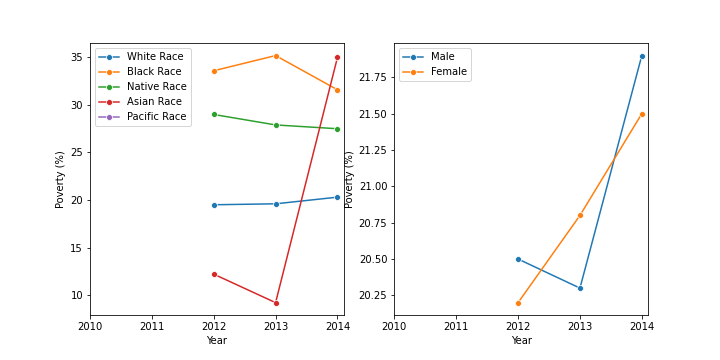 White Race
Black Race
Native Race
Asian Race
Pacific Race
35
30
25
20
15
10
Poverty (%)
2010 2011 2012 2013 2014
Year
Male
Female
21.75
21.50
21.25
21.00
20.75
20.50
20.25
Poverty (%)
2010 2011 2012 2013 2014
Year